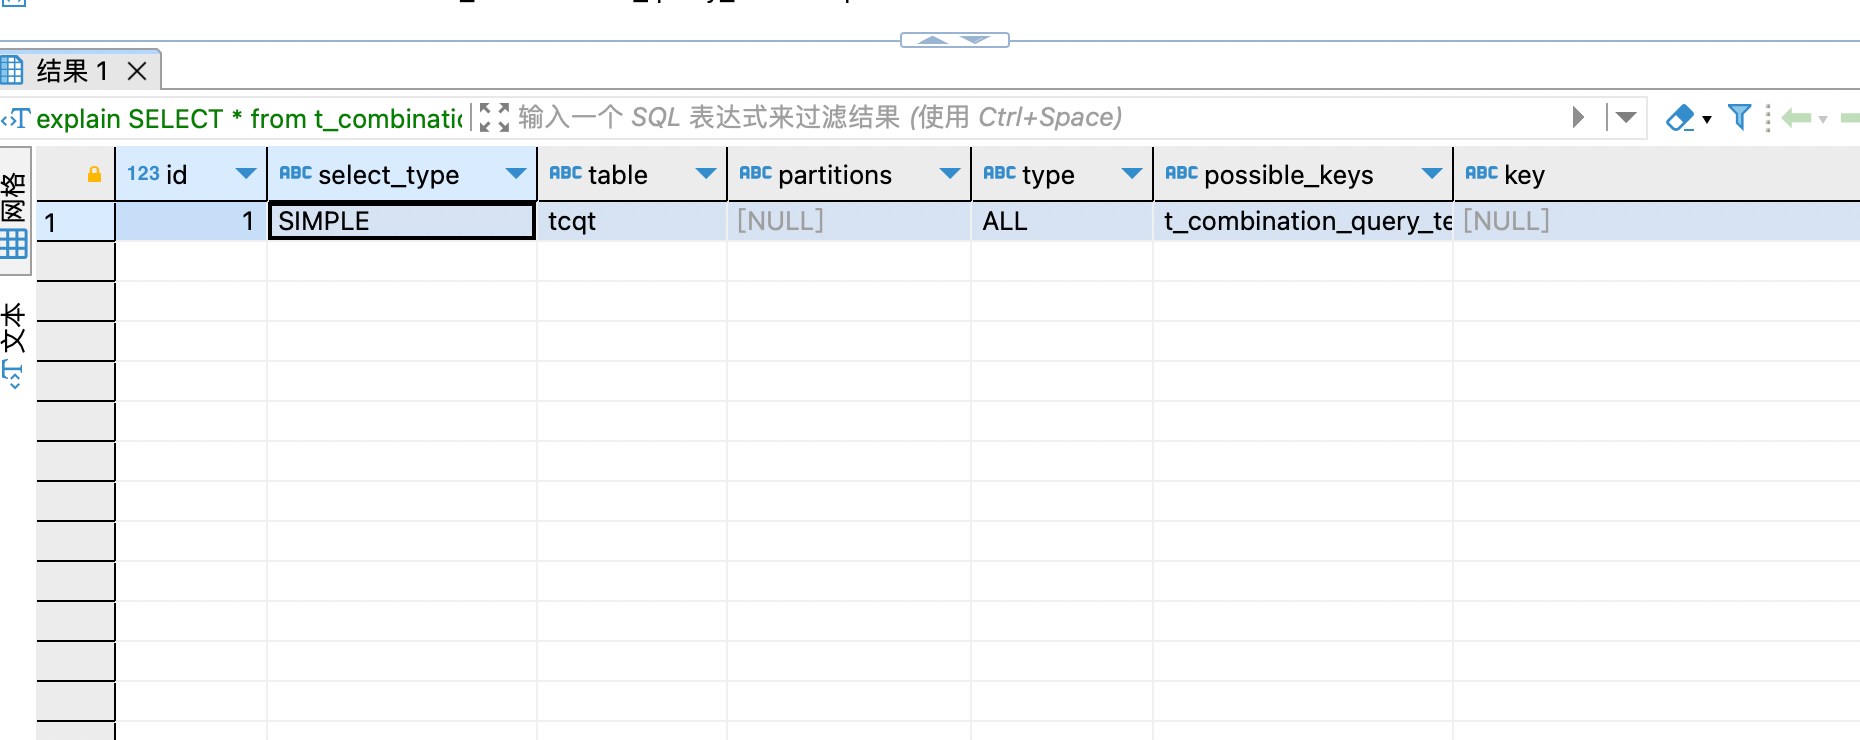 结果 1
explain SELECT * from t_combinatic
输入一个 SQL 表达式来过滤结果 (使用 Ctrl+Space)
网格
文本
123 id ABC select_type ABC table ABC partitions ABC type ABC possible_keys ABC key
1 1 SIMPLE tcqt [NULL] ALL t_combination_query_te [NULL]